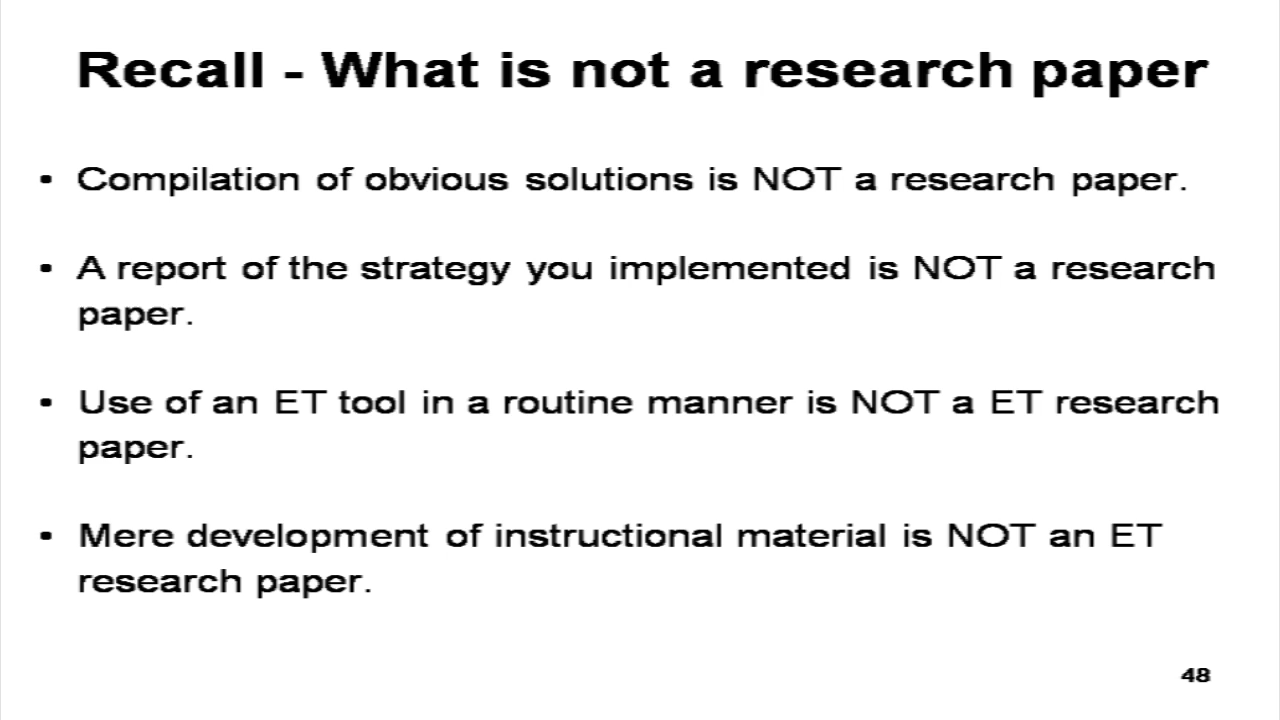 Recall - What is not a research paper
• Compilation of obvious solutions is NOT a research paper.
• A report of the strategy you implemented is NOT a research
paper.
• Use of an ET tool in a routine manner is NOT a ET research
paper.
• Mere development of instructional material is NOT an ET
research paper.
48